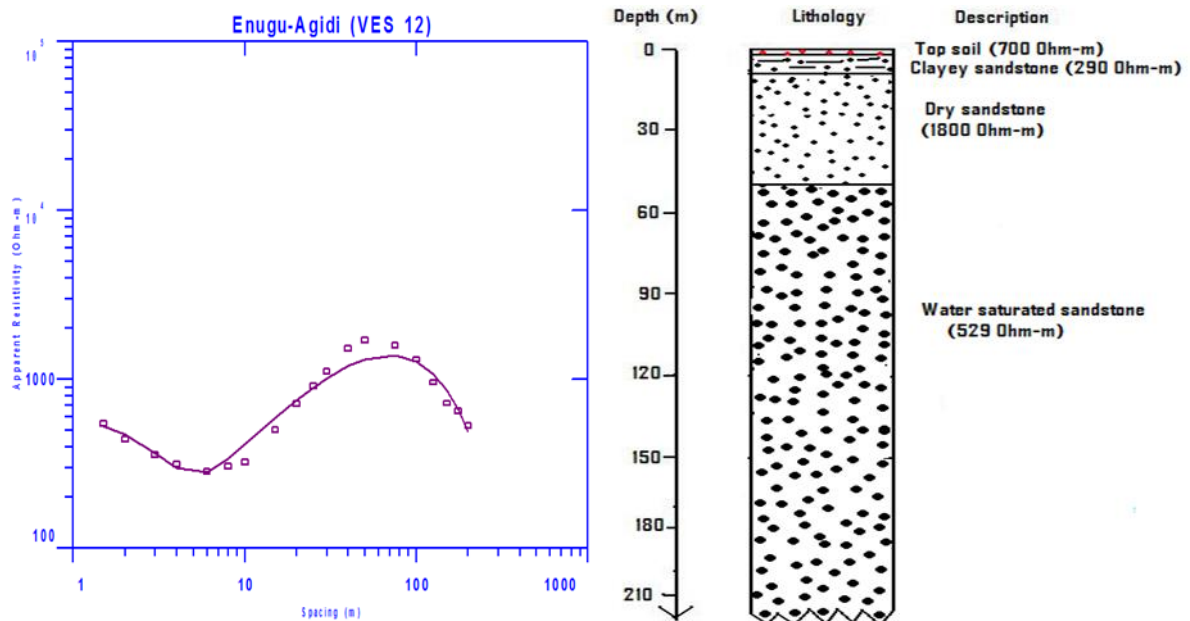 Enugu-Agidi (VES 12)
10⁵
10⁴
1000
100
Apparent Resistivity (Ohm-m)
1 10 100 1000
Spacing (m)
Depth (m) Lithology Description
0
30
60
90
120
150
180
210
Top soil (700 Ohm-m)
Clayey sandstone (290 Ohm-m)
Dry sandstone
(1800 Ohm-m)
Water saturated sandstone
(529 Ohm-m)